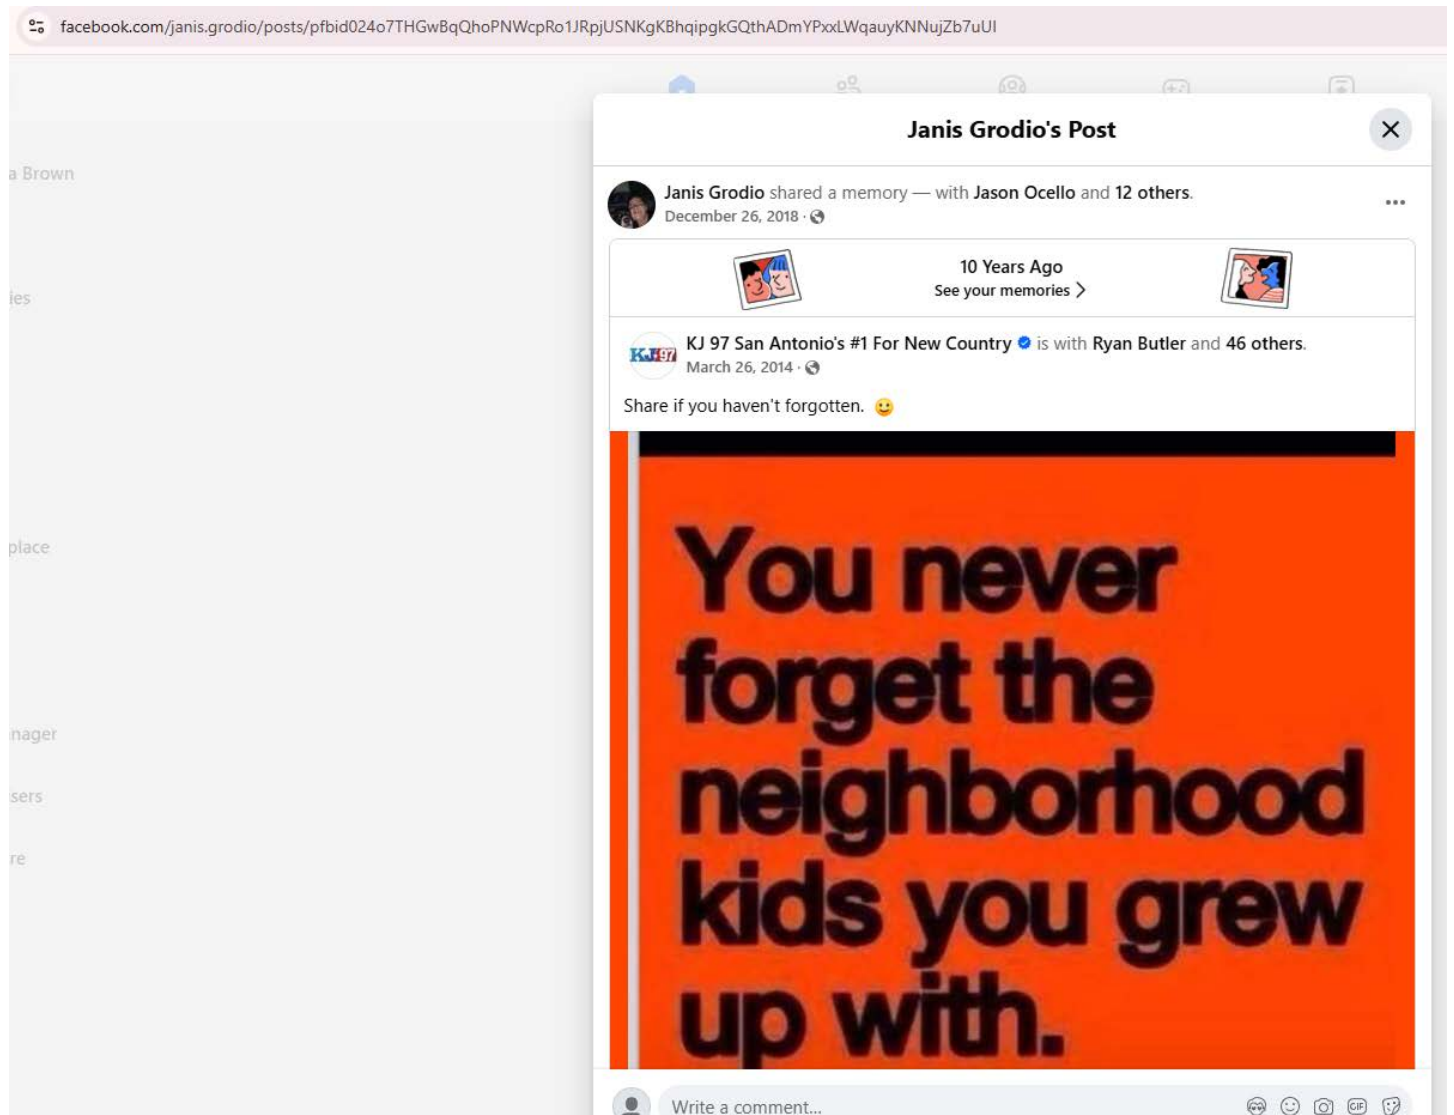 facebook.com/janis.grodio/posts/pfbid024o7THGwBqQhoPNWcpRo1JRpjUSNKgKBhqipgkGQthADmYPxxLWqauyKNNujZb7uUl
Janis Grodio's Post
a Brown
Janis Grodio shared a memory — with Jason Ocello and 12 others.
December 26, 2018 ·
10 Years Ago
See your memories
ies
KJ97
KJ 97 San Antonio's #1 For New Country is with Ryan Butler and 46 others.
March 26, 2014 ·
Share if you haven't forgotten. 🙂
You never
forget the
neighborhood
kids you grew
up with.
place
nager
sers
re
Write a comment...
GIF